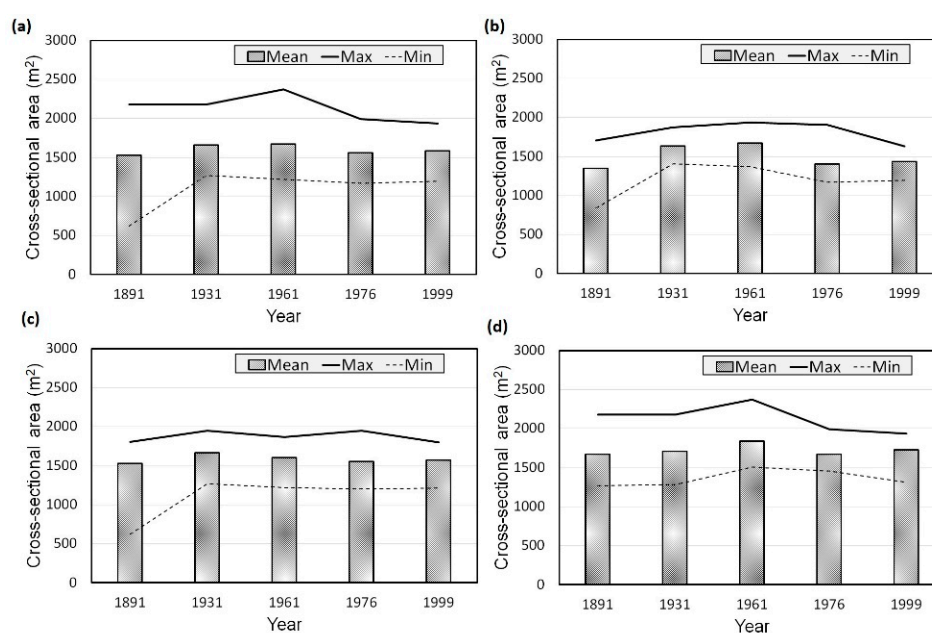 (a)
Cross-sectional area (m²)
3000
2500
2000
1500
1000
500
0
Mean Max Min
1891 1931 1961 1976 1999
Year
(b)
Cross-sectional area (m²)
3000
2500
2000
1500
1000
500
0
Mean Max Min
1891 1931 1961 1976 1999
Year
(c)
Cross-sectional area (m²)
3000
2500
2000
1500
1000
500
0
Mean Max Min
1891 1931 1961 1976 1999
Year
(d)
Cross-sectional area (m²)
3000
2500
2000
1500
1000
500
0
Mean Max Min
1891 1931 1961 1976 1999
Year